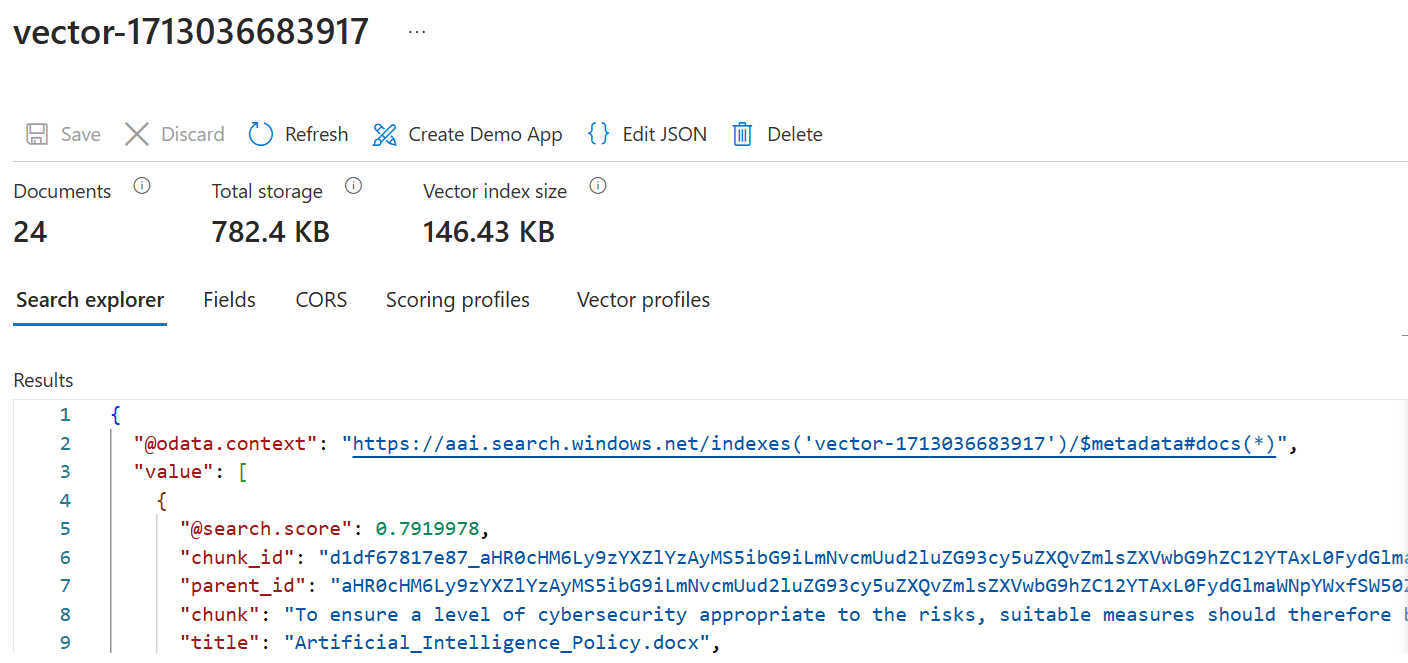 vector-1713036683917 ...
Save Discard Refresh Create Demo App {} Edit JSON Delete
Documents Total storage Vector index size
24 782.4 KB 146.43 KB
Search explorer Fields CORS Scoring profiles Vector profiles
Results
1 {
2 "@odata.context": "https://aai.search.windows.net/indexes('vector-1713036683917')/$metadata#docs(*)",
3 "value": [
4 {
5 "@search.score": 0.7919978,
6 "chunk_id": "d1df67817e87_aHR0cHM6Ly9zYXZlYzAyMS5ibG9iLmNvcmUud2luZG93cy5uZXQvZmlsZXVwbG9hZC12YTAxL0FydGlma
7 "parent_id": "aHR0cHM6Ly9zYXZlYzAyMS5ibG9iLmNvcmUud2luZG93cy5uZXQvZmlsZXVwbG9hZC12YTAxL0FydGlmaWNpYWxfSW50
8 "chunk": "To ensure a level of cybersecurity appropriate to the risks, suitable measures should therefore
9 "title": "Artificial_Intelligence_Policy.docx",